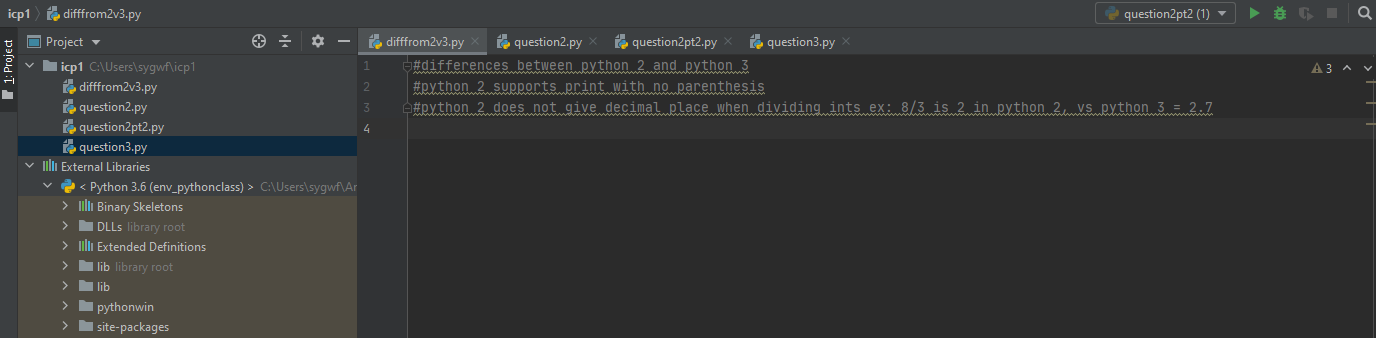 icp1 difffrom2v3.py question2pt2 (1)
1: Project
Project
difffrom2v3.py question2.py question2pt2.py question3.py
icp1 C:\Users\sygwf\icp1
difffrom2v3.py
question2.py
question2pt2.py
question3.py
External Libraries
< Python 3.6 (env_pythonclass) > C:\Users\sygwf\Ar
Binary Skeletons
DLLs library root
Extended Definitions
lib library root
lib
pythonwin
site-packages
1 #differences between python 2 and python 3
2 #python 2 supports print with no parenthesis
3 #python 2 does not give decimal place when dividing ints ex: 8/3 is 2 in python 2, vs python 3 = 2.7
4
3